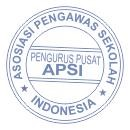 ASOSIASI PENGAWAS SEKOLAH
PENGURUS PUSAT
APSI
INDONESIA